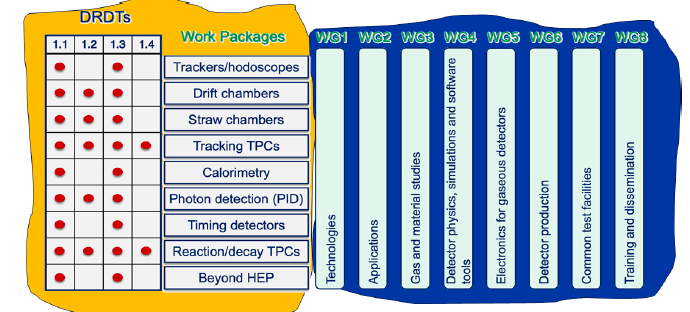 DRDTs
1.1 1.2 1.3 1.4 Work Packages WG1 WG2 WG3 WG4 WG5 WG6 WG7 WG8
Trackers/hodoscopes
Drift chambers
Straw chambers
Tracking TPCs
Calorimetry
Photon detection (PID)
Timing detectors
Reaction/decay TPCs
Beyond HEP
Technologies
Applications
Gas and material studies
Detector physics, simulations and software
tools
Electronics for gaseous detectors
Detector production
Common test facilities
Training and dissemination